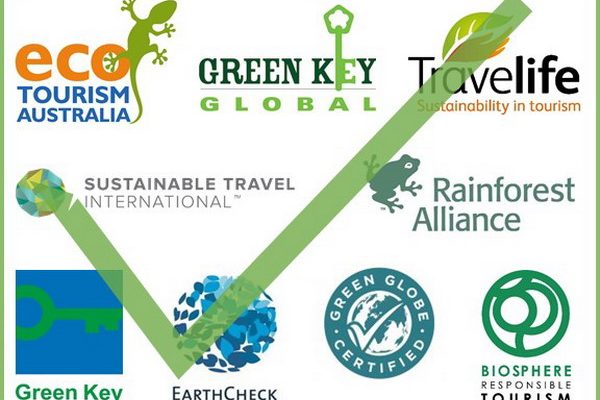 eco
TOURISM
AUSTRALIA
GREEN KEY
GLOBAL
Travelife
Sustainability in tourism
SUSTAINABLE TRAVEL
INTERNATIONAL™
Rainforest
Alliance
Green Key
EARTHCHECK
GREEN GLOBE
· CERTIFIED ·
BIOSPHERE
RESPONSIBLE
TOURISM